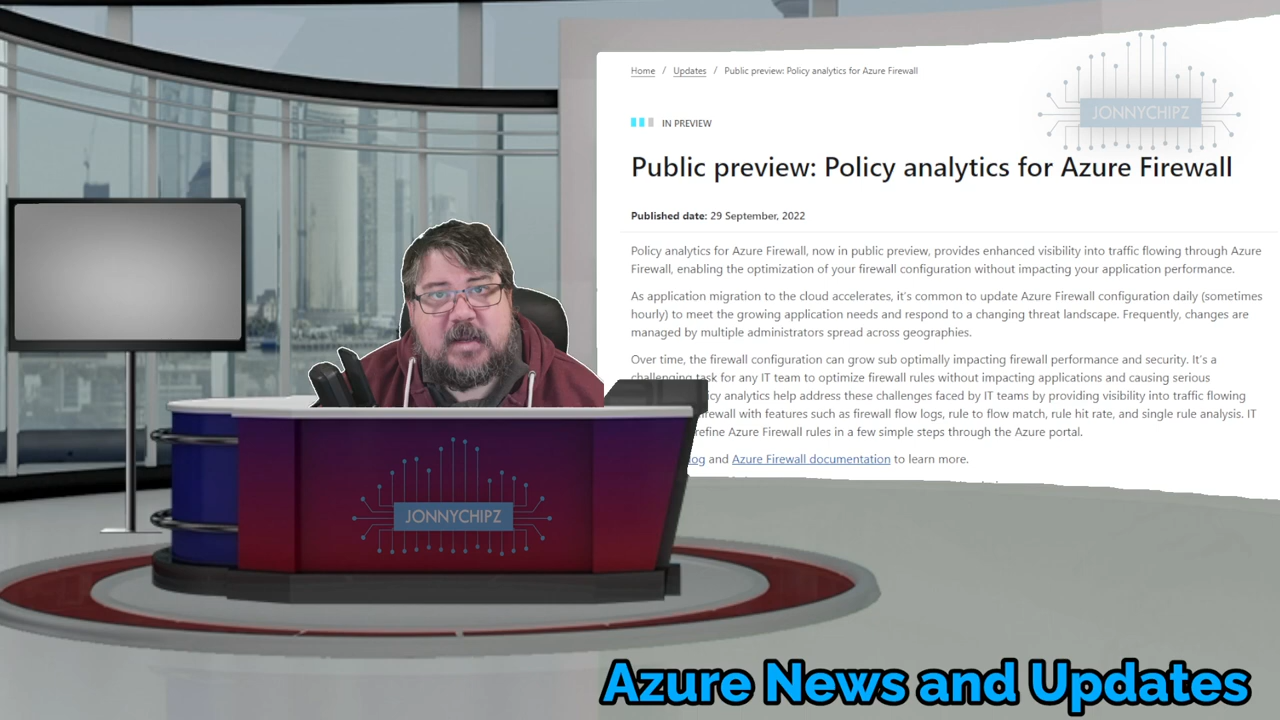 Home / Updates / Public preview: Policy analytics for Azure Firewall
JONNYCHIPZ
IN PREVIEW
Public preview: Policy analytics for Azure Firewall
Published date: 29 September, 2022
Policy analytics for Azure Firewall, now in public preview, provides enhanced visibility into traffic flowing through Azure
Firewall, enabling the optimization of your firewall configuration without impacting your application performance.
As application migration to the cloud accelerates, it's common to update Azure Firewall configuration daily (sometimes
hourly) to meet the growing application needs and respond to a changing threat landscape. Frequently, changes are
managed by multiple administrators spread across geographies.
Over time, the firewall configuration can grow sub optimally impacting firewall performance and security. It's a
challenging task for any IT team to optimize firewall rules without impacting applications and causing serious
analytics help address these challenges faced by IT teams by providing visibility into traffic flowing
firewall with features such as firewall flow logs, rule to flow match, rule hit rate, and single rule analysis. IT
refine Azure Firewall rules in a few simple steps through the Azure portal.
and Azure Firewall documentation to learn more.
JONNYCHIPZ
Azure News and Updates